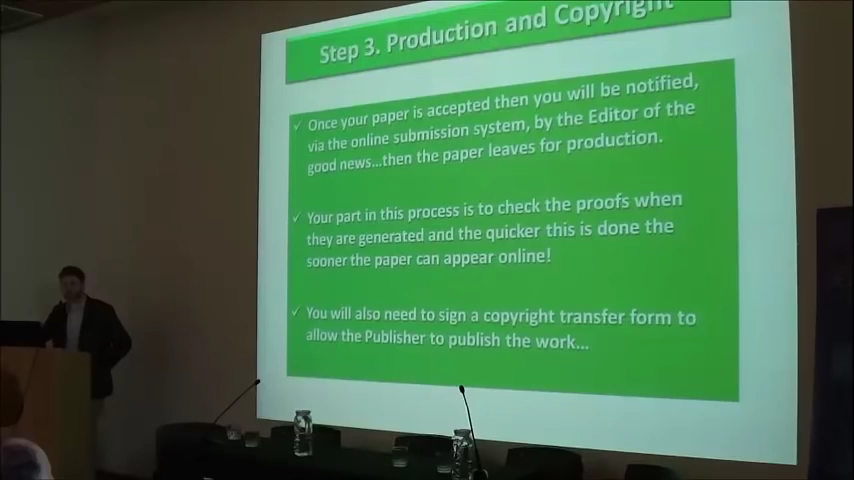 Step 3. Production and Copyright
✓ Once your paper is accepted then you will be notified,
via the online submission system, by the Editor of the
good news...then the paper leaves for production.
✓ Your part in this process is to check the proofs when
they are generated and the quicker this is done the
sooner the paper can appear online!
✓ You will also need to sign a copyright transfer form to
allow the Publisher to publish the work...